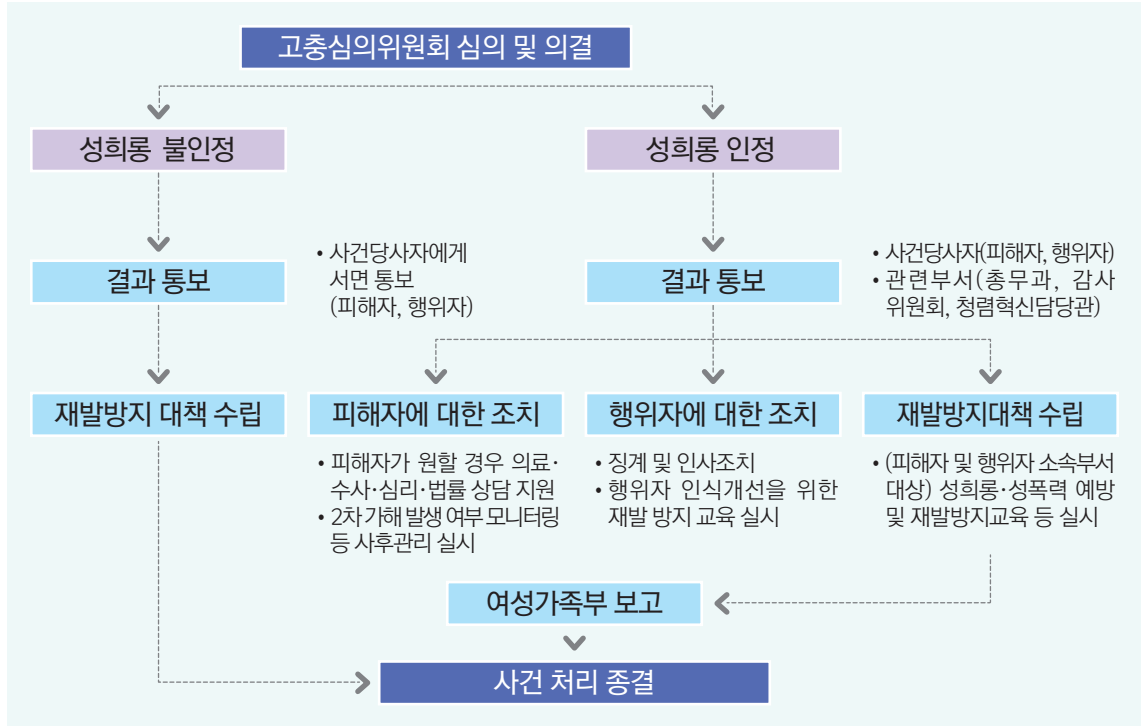 고충심의위원회 심의 및 의결
성희롱 불인정
성희롱 인정
결과 통보
• 사건당사자에게
서면 통보
(피해자, 행위자)
결과 통보
• 사건당사자(피해자, 행위자)
• 관련부서(총무과, 감사
위원회, 청렴혁신담당관)
재발방지 대책 수립
피해자에 대한 조치
• 피해자가 원할 경우 의료·
수사·심리·법률 상담 지원
• 2차 가해 발생 여부 모니터링
등 사후관리 실시
행위자에 대한 조치
• 징계 및 인사조치
• 행위자 인식개선을 위한
재발 방지 교육 실시
재발방지대책 수립
• (피해자 및 행위자 소속부서
대상) 성희롱·성폭력 예방
및 재발방지교육 등 실시
여성가족부 보고
사건 처리 종결